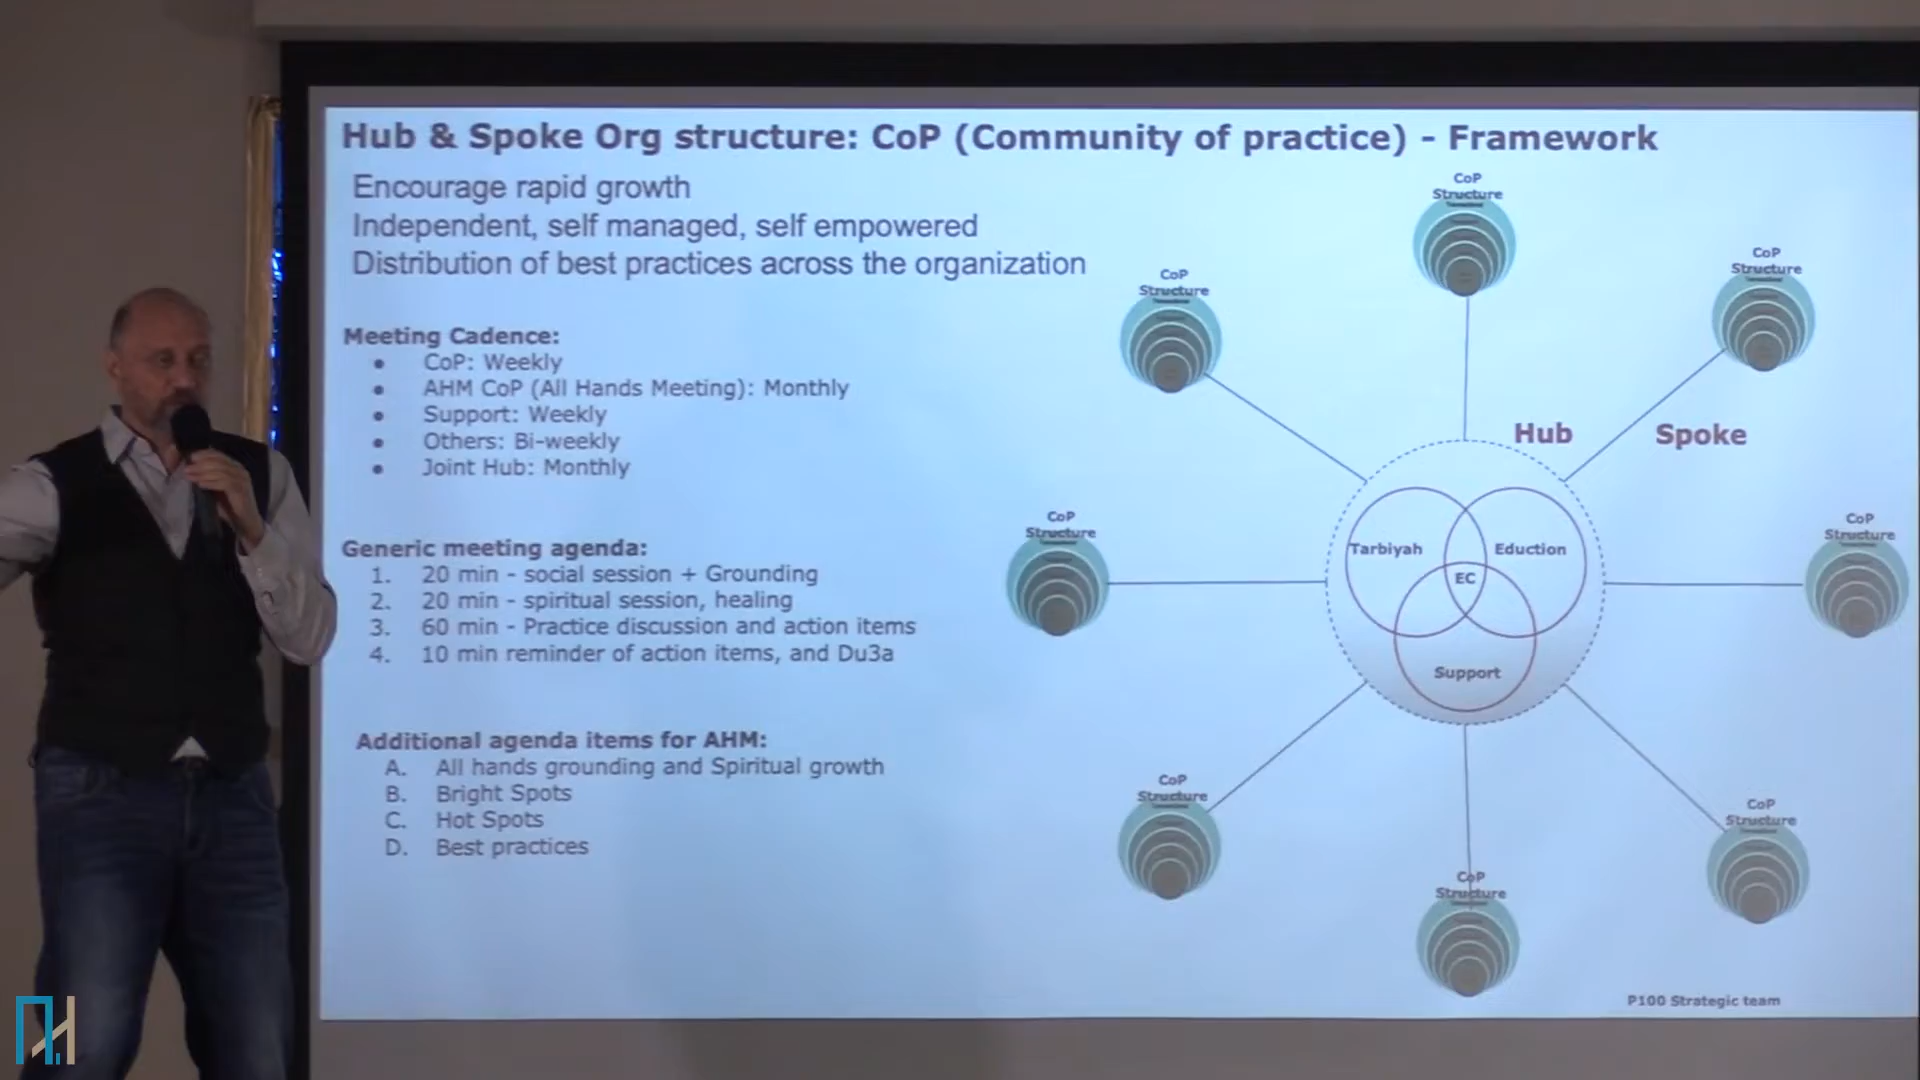 Hub & Spoke Org structure: CoP (Community of practice) - Framework
Encourage rapid growth
Independent, self managed, self empowered
Distribution of best practices across the organization
Meeting Cadence:
• CoP: Weekly
• AHM CoP (All Hands Meeting): Monthly
• Support: Weekly
• Others: Bi-weekly
• Joint Hub: Monthly
Generic meeting agenda:
1. 20 min - social session + Grounding
2. 20 min - spiritual session, healing
3. 60 min - Practice discussion and action items
4. 10 min reminder of action items, and Du3a
Additional agenda items for AHM:
A. All hands grounding and Spiritual growth
B. Bright Spots
C. Hot Spots
D. Best practices
CoP
Structure
CoP
Structure
CoP
Structure
Hub
Spoke
CoP
Structure
CoP
Structure
Tarbiyah
Eduction
EC
Support
CoP
Structure
CoP
Structure
CoP
Structure
P100 Strategic team